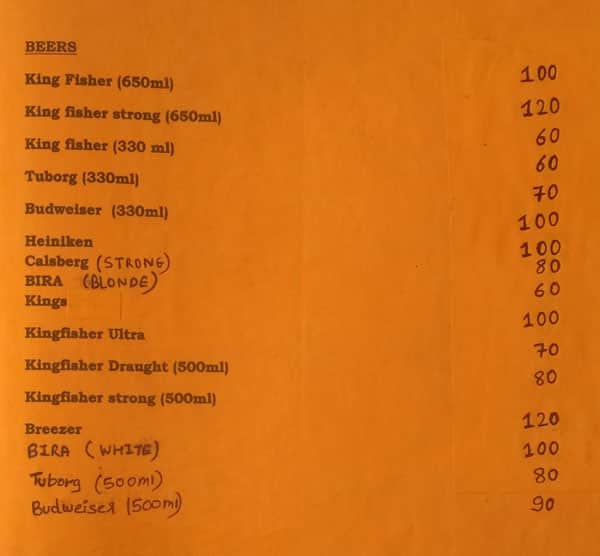 BEERS
King Fisher (650ml) 100
King fisher strong (650ml) 120
King fisher (330 ml) 60
Tuborg (330ml) 60
Budweiser (330ml) 70
Heiniken 100
Calsberg (STRONG) 100
BIRA (BLONDE) 80
Kings 60
Kingfisher Ultra 100
Kingfisher Draught (500ml) 70
Kingfisher strong (500ml) 80
Breezer 120
BIRA (WHITE) 100
Tuborg (500ml) 80
Budweiser (500ml) 90